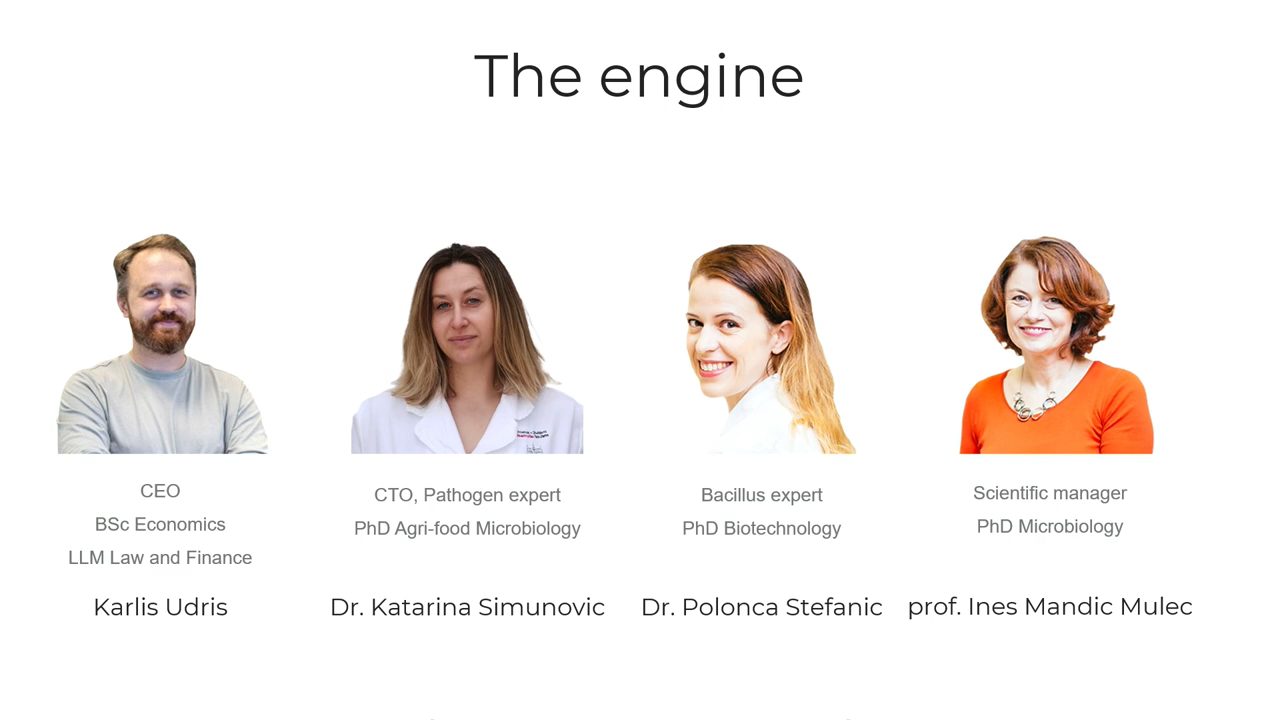 The engine
CEO
BSc Economics
LLM Law and Finance
Karlis Udris
CTO, Pathogen expert
PhD Agri-food Microbiology
Dr. Katarina Simunovic
Bacillus expert
PhD Biotechnology
Dr. Polonca Stefanic
Scientific manager
PhD Microbiology
prof. Ines Mandic Mulec